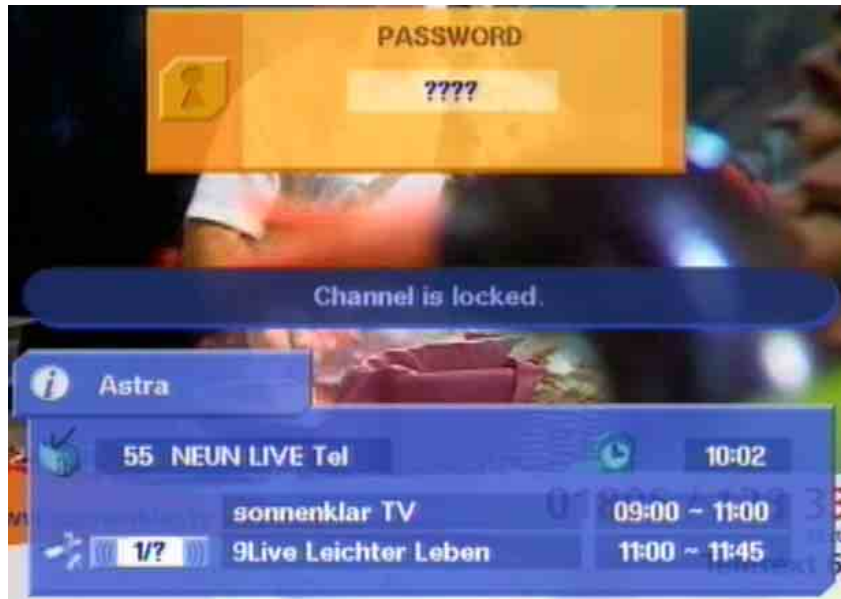 PASSWORD
????
Channel is locked.
Astra
55 NEUN LIVE Tel
10:02
sonnenklar TV
09:00 ~ 11:00
1/?
9Live Leichter Leben
11:00 ~ 11:45